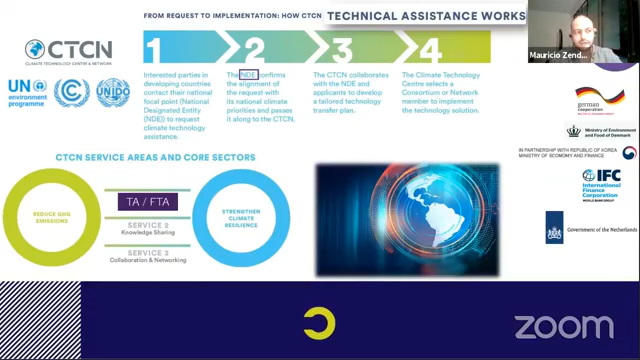 FROM REQUEST TO IMPLEMENTATION: HOW CTCN TECHNICAL ASSISTANCE WORKS
CTCN
CLIMATE TECHNOLOGY CENTRE & NETWORK
UN
environment
programme
UNIDO
1 2 3 4
Interested parties in
developing countries
contact their national
focal point (National
Designated Entity
(NDE)) to request
climate technology
assistance.
The NDE confirms
the alignment of
the request with
its national climate
priorities and passes
it along to the CTCN.
The CTCN collaborates
with the NDE and
applicants to develop
a tailored technology
transfer plan.
The Climate Technology
Centre selects a
Consortium or Network
member to implement
the technology solution.
CTCN SERVICE AREAS AND CORE SECTORS
REDUCE GHG
EMISSIONS
TA / FTA
SERVICE 2
Knowledge Sharing
SERVICE 3
Collaboration & Networking
STRENGTHEN
CLIMATE
RESILIENCE
Mauricio Zend...
german
cooperation
Ministry of Environment
and Food of Denmark
IN PARTNERSHIP WITH REPUBLIC OF KOREA
MINISTRY OF ECONOMY AND FINANCE
IFC
International
Finance
Corporation
WORLD BANK GROUP
Government of the Netherlands
zoom